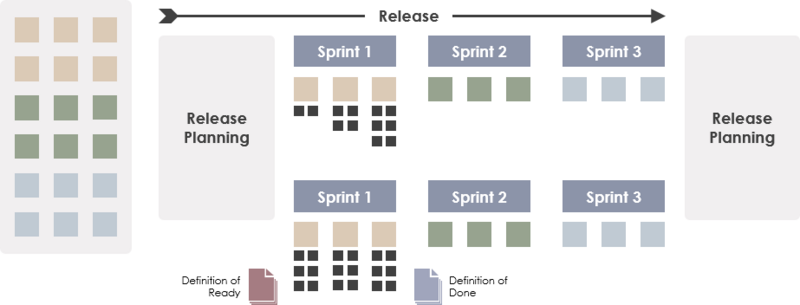 Release
Sprint 1
Sprint 2
Sprint 3
Release
Planning
Release
Planning
Sprint 1
Sprint 2
Sprint 3
Definition of
Ready
Definition of
Done